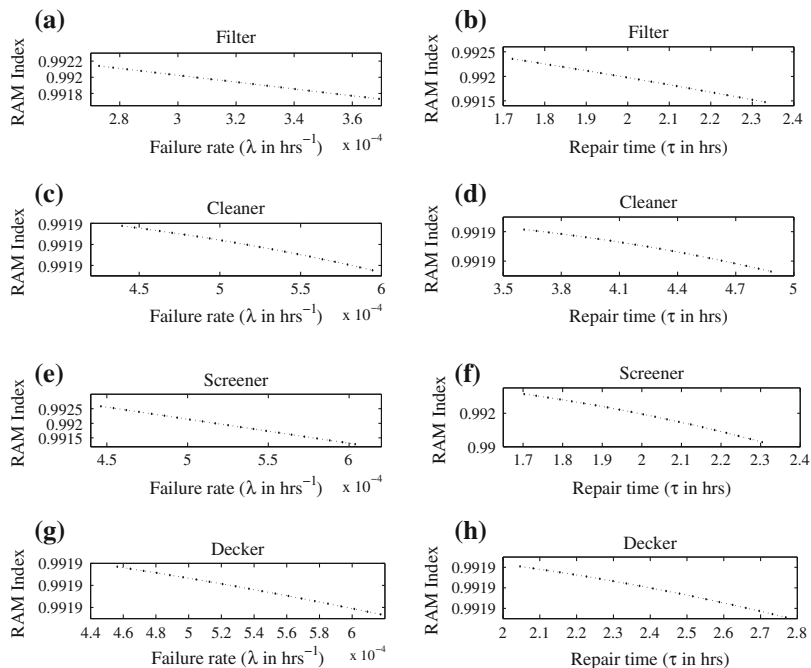 (a)
Filter
RAM Index
0.9922
0.992
0.9918
2.8 3 3.2 3.4 3.6
Failure rate (λ in hrs⁻¹) x 10⁻⁴
(b)
Filter
RAM Index
0.9925
0.992
0.9915
1.7 1.8 1.9 2 2.1 2.2 2.3 2.4
Repair time (τ in hrs)
(c)
Cleaner
RAM Index
0.9919
0.9919
0.9919
4.5 5 5.5 6
Failure rate (λ in hrs⁻¹) x 10⁻⁴
(d)
Cleaner
RAM Index
0.9919
0.9919
3.5 3.8 4.1 4.4 4.7 5
Repair time (τ in hrs)
(e)
Screener
RAM Index
0.9925
0.992
0.9915
4.5 5 5.5 6
Failure rate (λ in hrs⁻¹) x 10⁻⁴
(f)
Screener
RAM Index
0.992
0.99
1.7 1.8 1.9 2 2.1 2.2 2.3 2.4
Repair time (τ in hrs)
(g)
Decker
RAM Index
0.9919
0.9919
0.9919
4.4 4.6 4.8 5 5.2 5.4 5.6 5.8 6
Failure rate (λ in hrs⁻¹) x 10⁻⁴
(h)
Decker
RAM Index
0.9919
0.9919
0.9919
2 2.1 2.2 2.3 2.4 2.5 2.6 2.7 2.8
Repair time (τ in hrs)